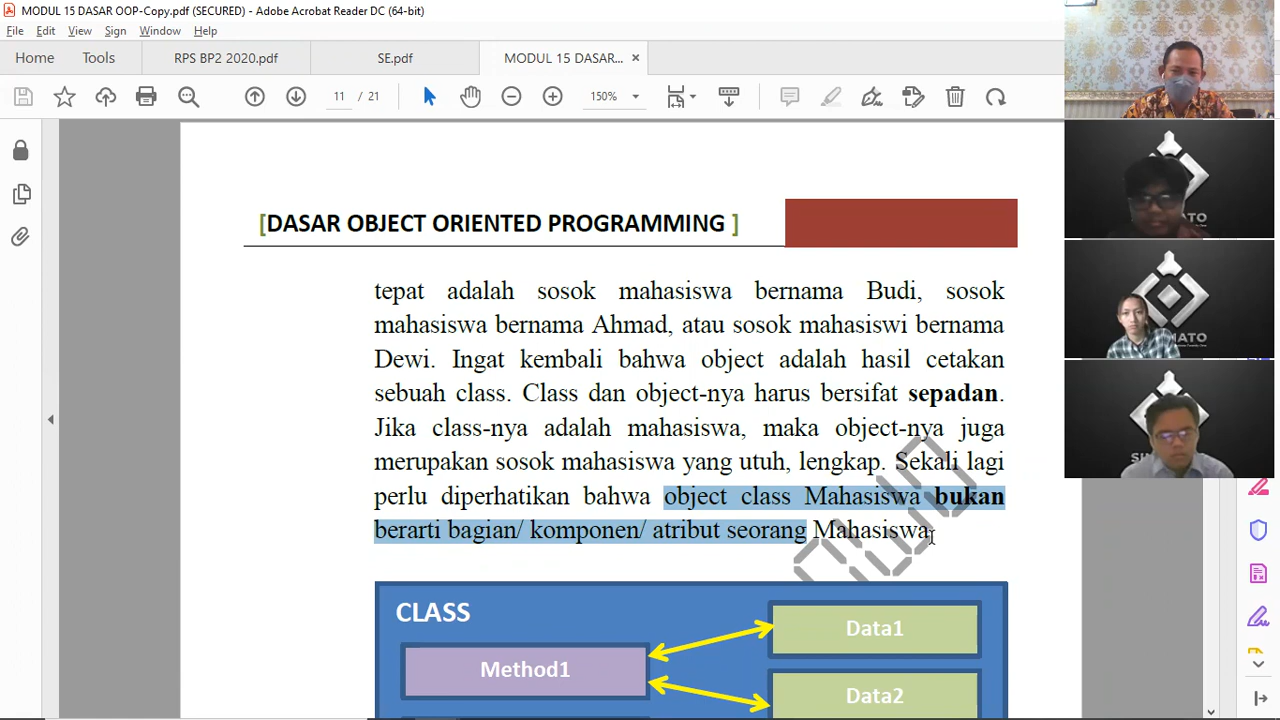 MODUL 15 DASAR OOP-Copy.pdf (SECURED) - Adobe Acrobat Reader DC (64-bit)
File Edit View Sign Window Help
Home Tools RPS BP2 2020.pdf SE.pdf MODUL 15 DASAR... ×
11 / 21 150%
[DASAR OBJECT ORIENTED PROGRAMMING ]
tepat adalah sosok mahasiswa bernama Budi, sosok
mahasiswa bernama Ahmad, atau sosok mahasiswi bernama
Dewi. Ingat kembali bahwa object adalah hasil cetakan
sebuah class. Class dan object-nya harus bersifat sepadan.
Jika class-nya adalah mahasiswa, maka object-nya juga
merupakan sosok mahasiswa yang utuh, lengkap. Sekali lagi
perlu diperhatikan bahwa object class Mahasiswa bukan
berarti bagian/ komponen/ atribut seorang Mahasiswa
CLASS
Method1
Data1
Data2